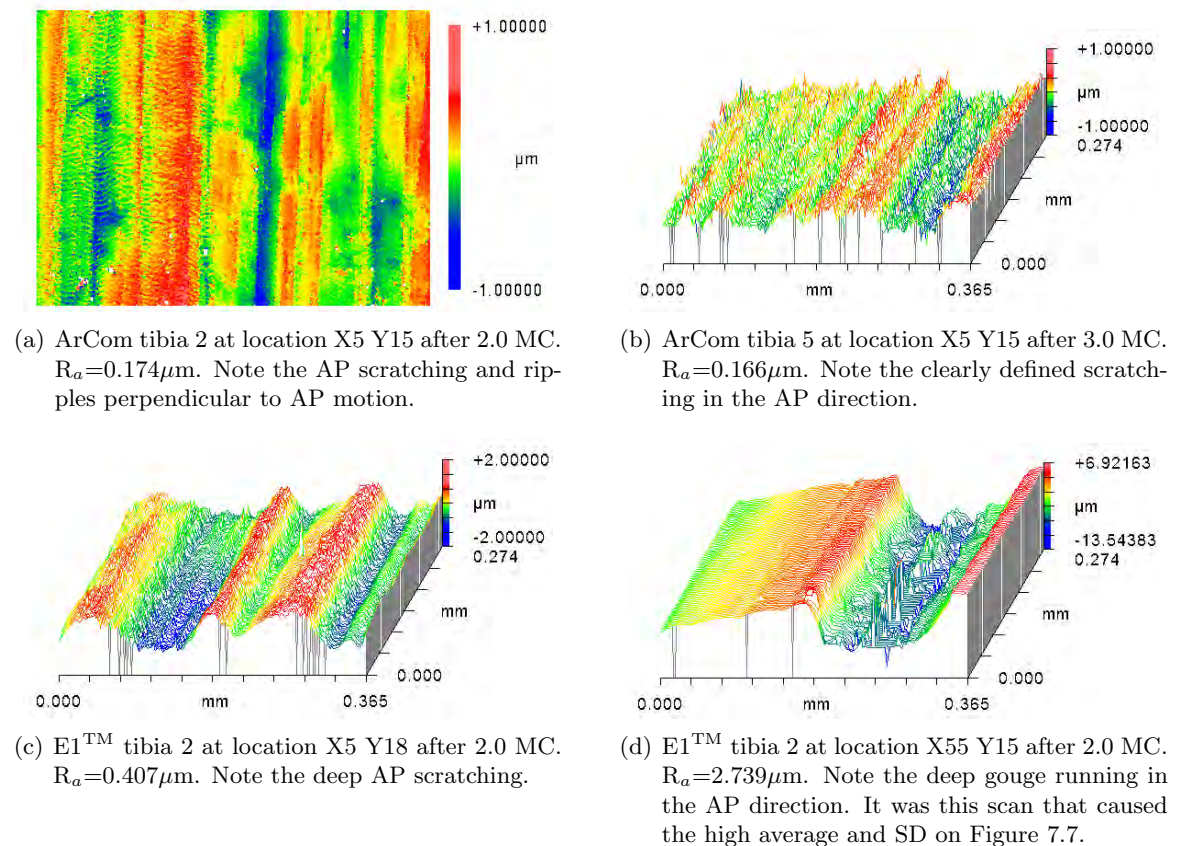 +1.00000
µm
-1.00000
+1.00000
µm
-1.00000
0.274
mm
0.000
0.000
mm
0.365
(a) ArCom tibia 2 at location X5 Y15 after 2.0 MC.
Ra=0.174µm. Note the AP scratching and rip-
ples perpendicular to AP motion.
(b) ArCom tibia 5 at location X5 Y15 after 3.0 MC.
Ra=0.166µm. Note the clearly defined scratch-
ing in the AP direction.
+2.00000
µm
-2.00000
0.274
mm
0.000
0.000
mm
0.365
+6.92163
µm
-13.54383
0.274
mm
0.000
0.000
mm
0.365
(c) E1™ tibia 2 at location X5 Y18 after 2.0 MC.
Ra=0.407µm. Note the deep AP scratching.
(d) E1™ tibia 2 at location X55 Y15 after 2.0 MC.
Ra=2.739µm. Note the deep gouge running in
the AP direction. It was this scan that caused
the high average and SD on Figure 7.7.